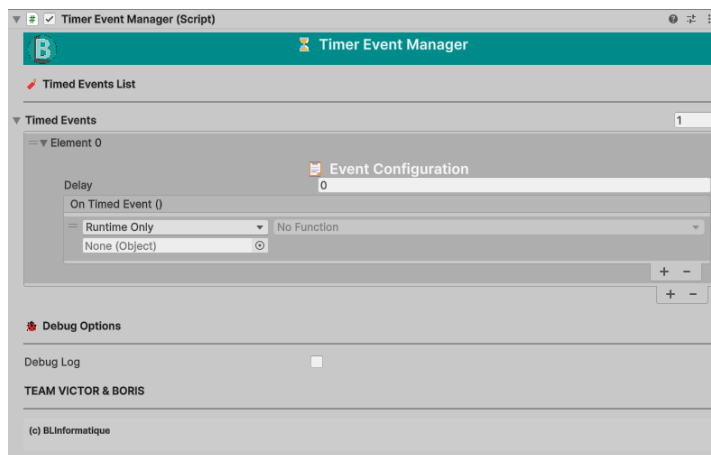 Timer Event Manager (Script)
B
Timer Event Manager
Timed Events List
Timed Events 1
Element 0
Event Configuration
Delay 0
On Timed Event ()
Runtime Only No Function
None (Object)
+ -
+ -
Debug Options
Debug Log
TEAM VICTOR & BORIS
(c) BLInformatique